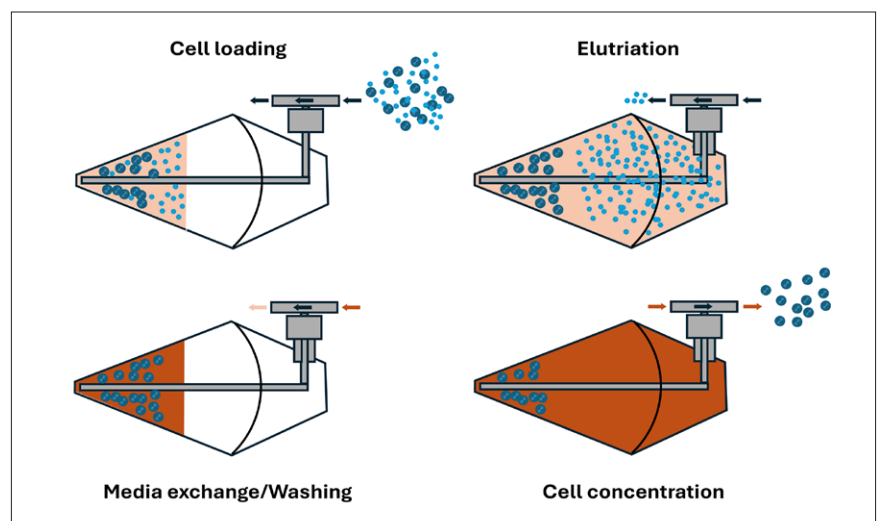 Cell loading
Elutriation
Media exchange/Washing
Cell concentration